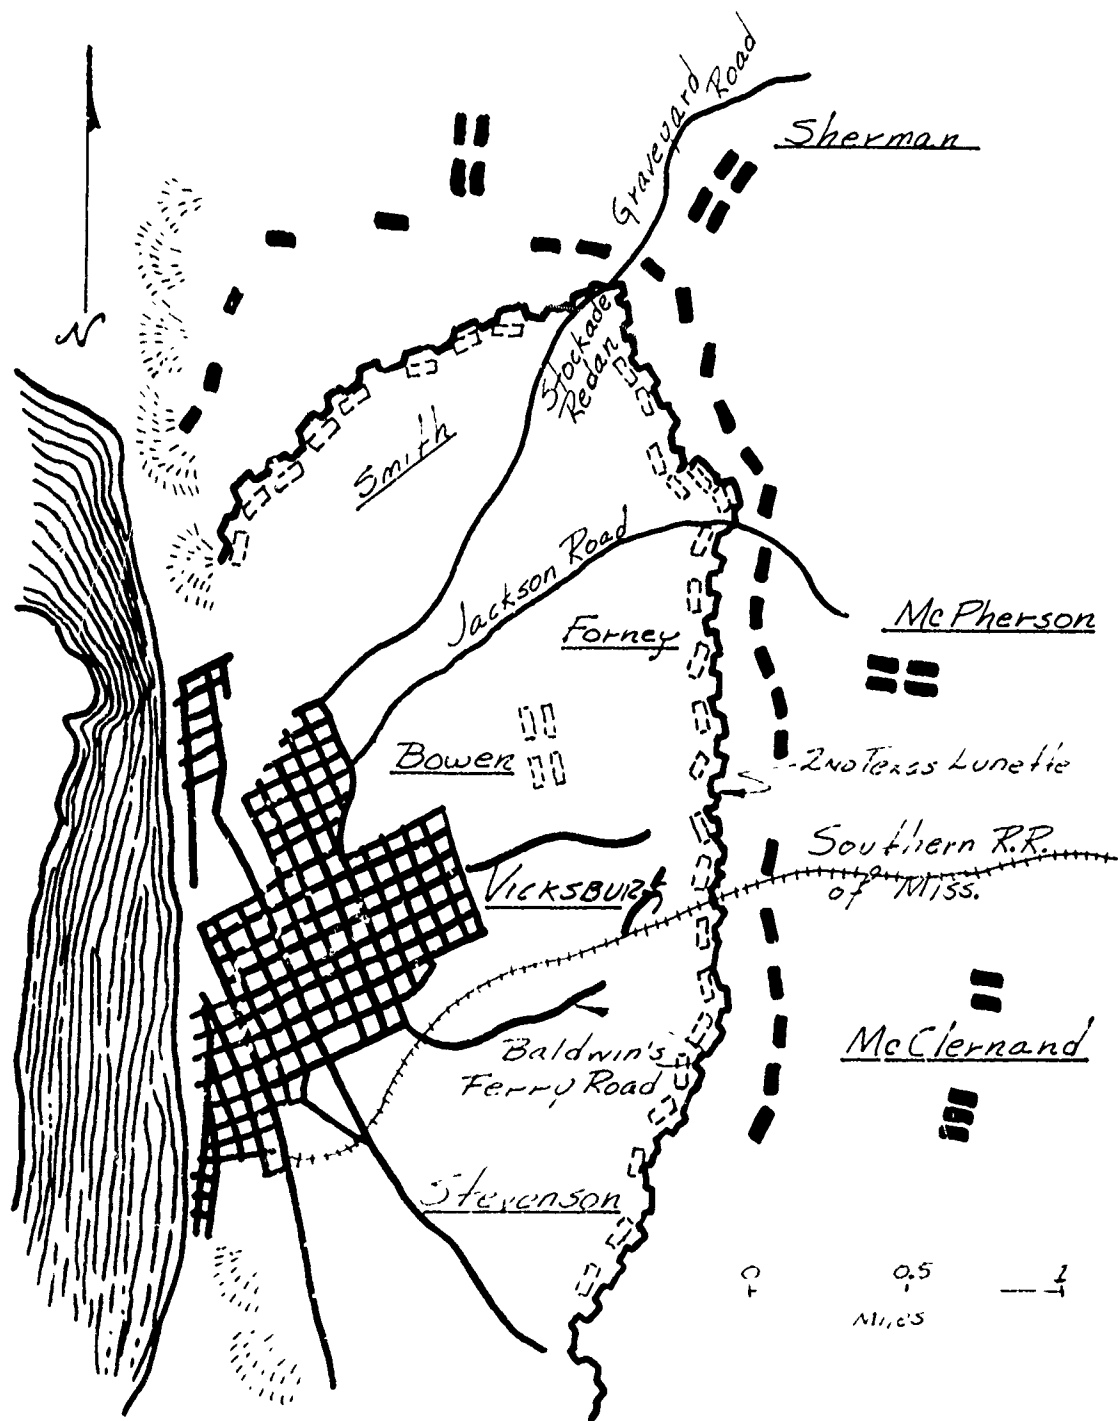 Graveyard Road
Sherman
N
Stockade
Redan
Smith
Jackson Road
Forney
McPherson
Bowen
2nd Texas Lunette
Southern R.R.
of Miss.
VICKSBURG
Baldwin's
Ferry Road
McClernand
Stevenson
0 0.5 1
Miles